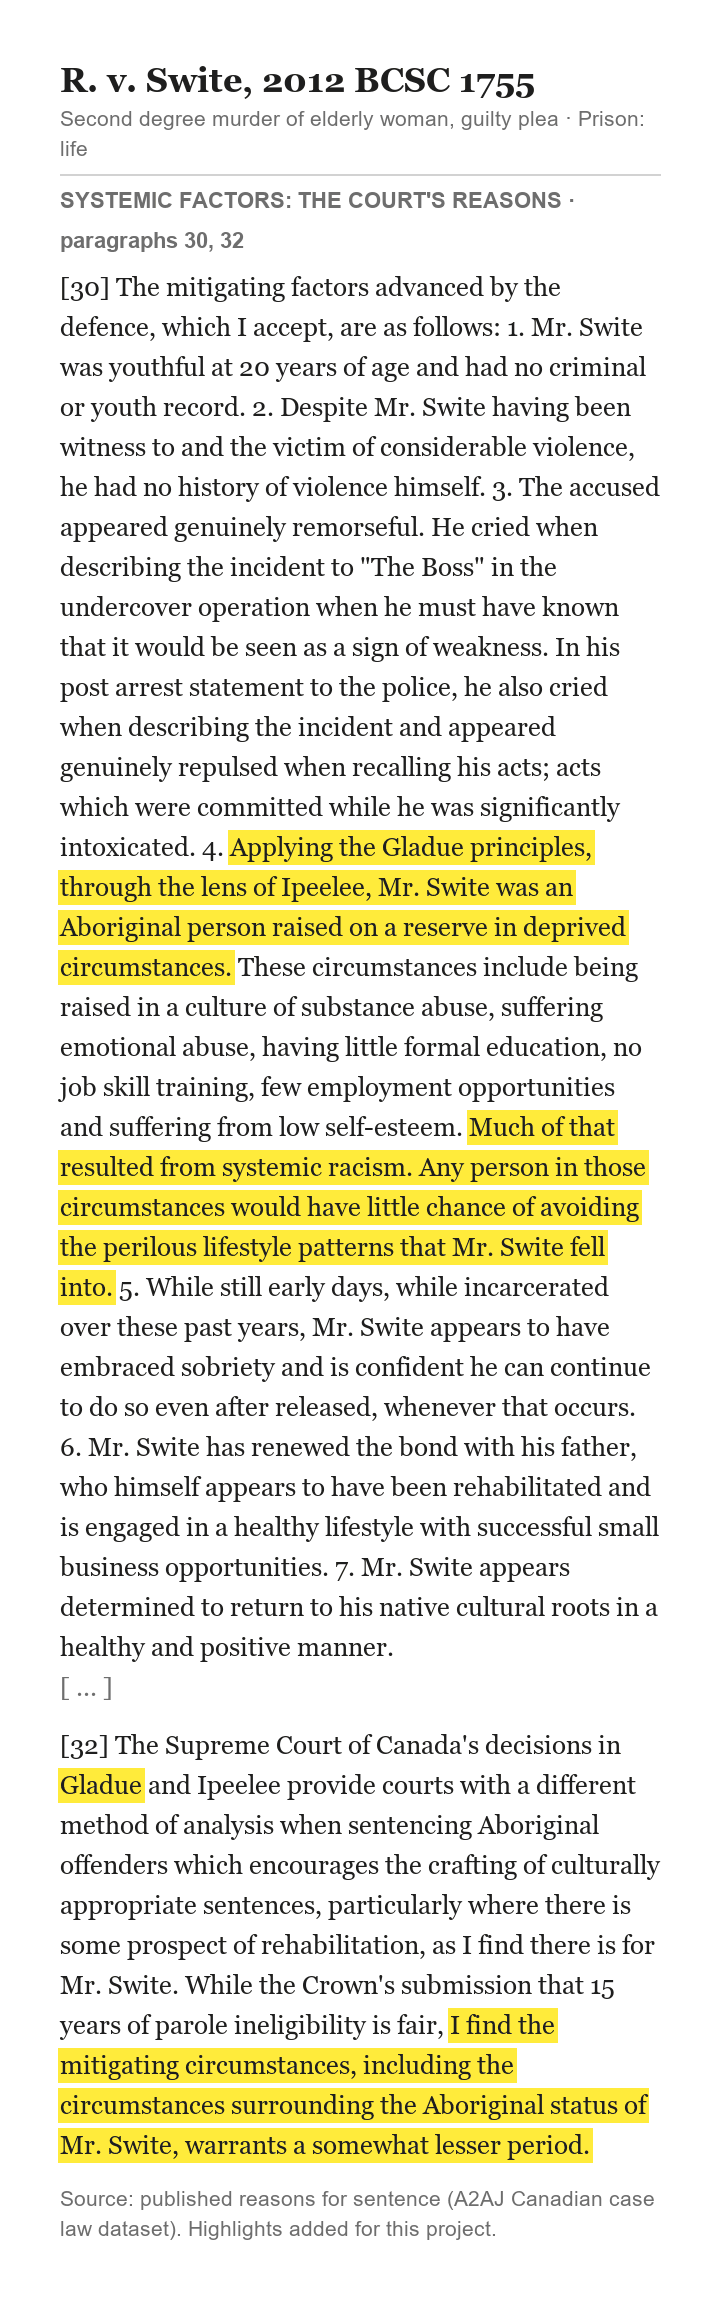 R. v. Swite, 2012 BCSC 1755
Second degree murder of elderly woman, guilty plea · Prison:
life
SYSTEMIC FACTORS: THE COURT'S REASONS ·
paragraphs 30, 32
[30] The mitigating factors advanced by the
defence, which I accept, are as follows: 1. Mr. Swite
was youthful at 20 years of age and had no criminal
or youth record. 2. Despite Mr. Swite having been
witness to and the victim of considerable violence,
he had no history of violence himself. 3. The accused
appeared genuinely remorseful. He cried when
describing the incident to "The Boss" in the
undercover operation when he must have known
that it would be seen as a sign of weakness. In his
post arrest statement to the police, he also cried
when describing the incident and appeared
genuinely repulsed when recalling his acts; acts
which were committed while he was significantly
intoxicated. 4. Applying the Gladue principles,
through the lens of Ipeelee, Mr. Swite was an
Aboriginal person raised on a reserve in deprived
circumstances. These circumstances include being
raised in a culture of substance abuse, suffering
emotional abuse, having little formal education, no
job skill training, few employment opportunities
and suffering from low self-esteem. Much of that
resulted from systemic racism. Any person in those
circumstances would have little chance of avoiding
the perilous lifestyle patterns that Mr. Swite fell
into. 5. While still early days, while incarcerated
over these past years, Mr. Swite appears to have
embraced sobriety and is confident he can continue
to do so even after released, whenever that occurs.
6. Mr. Swite has renewed the bond with his father,
who himself appears to have been rehabilitated and
is engaged in a healthy lifestyle with successful small
business opportunities. 7. Mr. Swite appears
determined to return to his native cultural roots in a
healthy and positive manner.
[ ... ]
[32] The Supreme Court of Canada's decisions in
Gladue and Ipeelee provide courts with a different
method of analysis when sentencing Aboriginal
offenders which encourages the crafting of culturally
appropriate sentences, particularly where there is
some prospect of rehabilitation, as I find there is for
Mr. Swite. While the Crown's submission that 15
years of parole ineligibility is fair, I find the
mitigating circumstances, including the
circumstances surrounding the Aboriginal status of
Mr. Swite, warrants a somewhat lesser period.
Source: published reasons for sentence (A2AJ Canadian case
law dataset). Highlights added for this project.